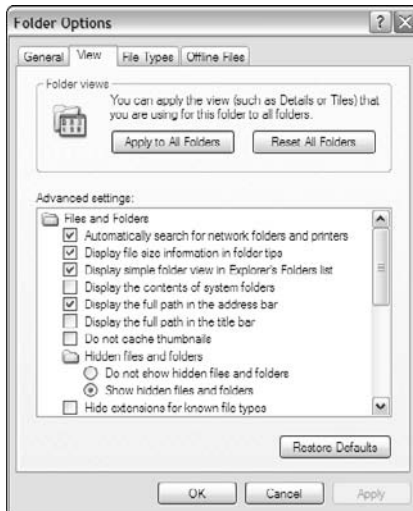 Folder Options
General View File Types Offline Files
Folder views
You can apply the view (such as Details or Tiles) that
you are using for this folder to all folders.
Apply to All Folders Reset All Folders
Advanced settings:
Files and Folders
Automatically search for network folders and printers
Display file size information in folder tips
Display simple folder view in Explorer's Folders list
Display the contents of system folders
Display the full path in the address bar
Display the full path in the title bar
Do not cache thumbnails
Hidden files and folders
Do not show hidden files and folders
Show hidden files and folders
Hide extensions for known file types
Restore Defaults
OK Cancel Apply